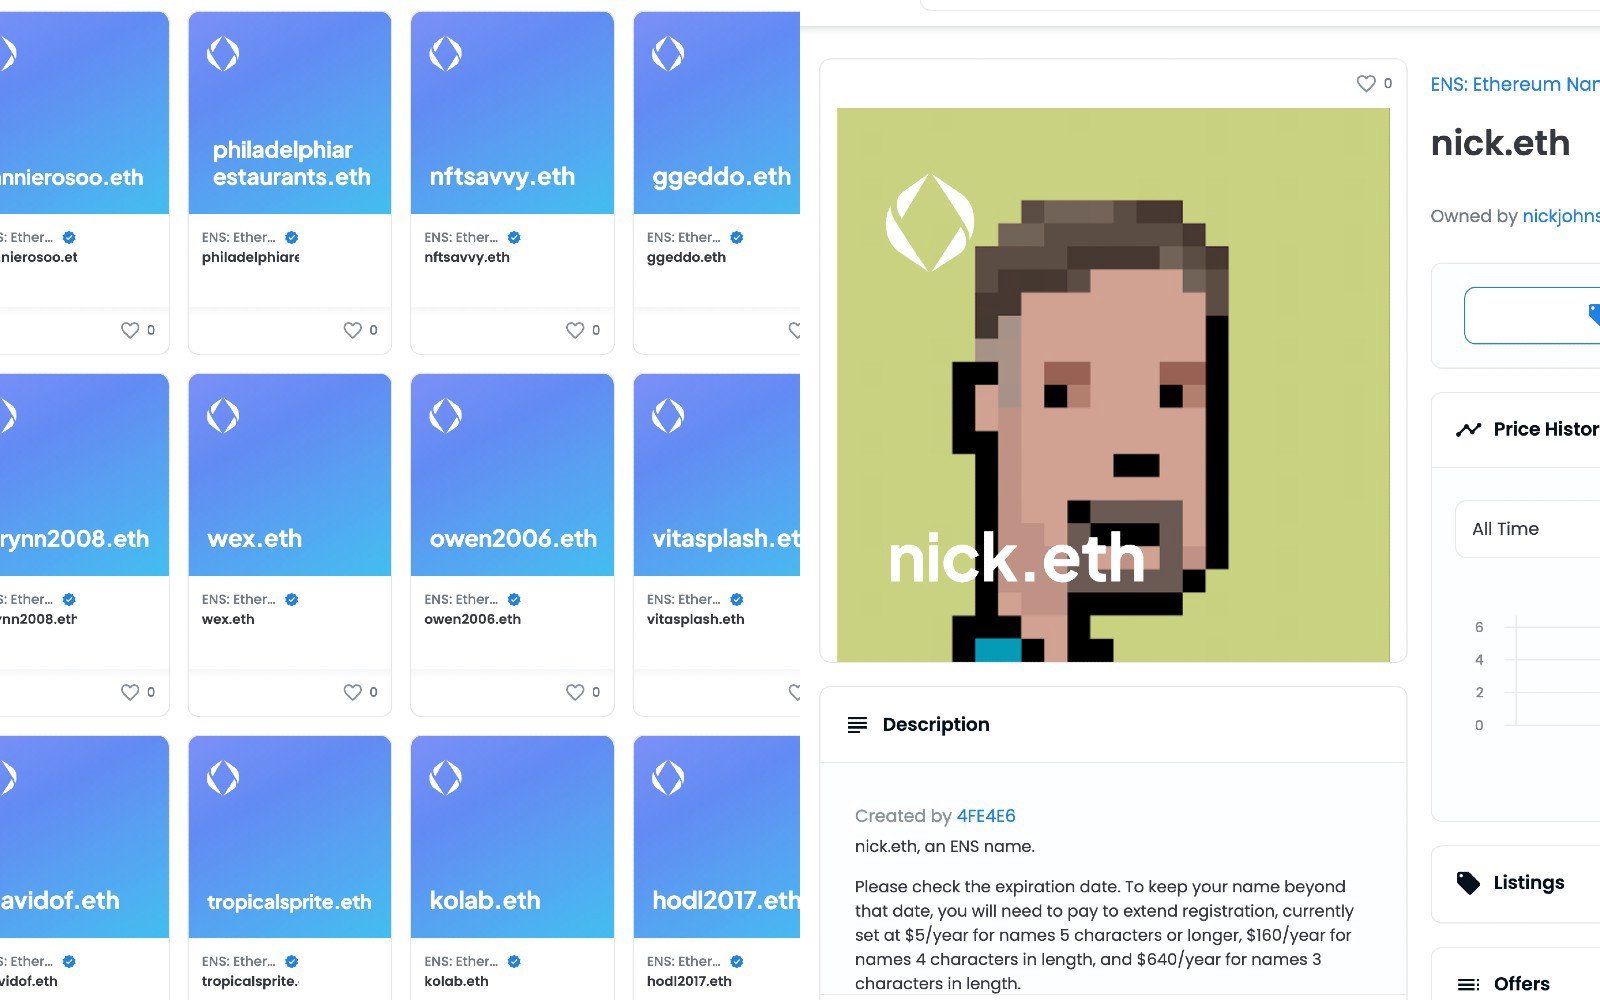 nnierosoo.eth
philadelphiar
estaurants.eth
nftsavvy.eth
ggeddo.eth
S: Ether...
ENS: Ether...
ENS: Ether...
ENS: Ether...
nnierosoo.et
philadelphiare
nftsavvy.eth
ggeddo.eth
0
0
0
rynn2008.eth
wex.eth
owen2006.eth
vitasplash.et
S: Ether...
ENS: Ether...
ENS: Ether...
ENS: Ether...
ynn2008.eth
wex.eth
owen2006.eth
vitasplash.eth
0
0
0
avidof.eth
tropicalsprite.eth
kolab.eth
hodl2017.eth
S: Ether...
ENS: Ether...
ENS: Ether...
ENS: Ether...
vidof.eth
tropicalsprite.
kolab.eth
hodl2017.eth
0
nick.eth
ENS: Ethereum Nan
nick.eth
Owned by nickjohns
Price Histor
All Time
6
4
2
0
Description
Created by 4FE4E6
nick.eth, an ENS name.
Please check the expiration date. To keep your name beyond
that date, you will need to pay to extend registration, currently
set at $5/year for names 5 characters or longer, $160/year for
names 4 characters in length, and $640/year for names 3
characters in length.
Listings
Offers